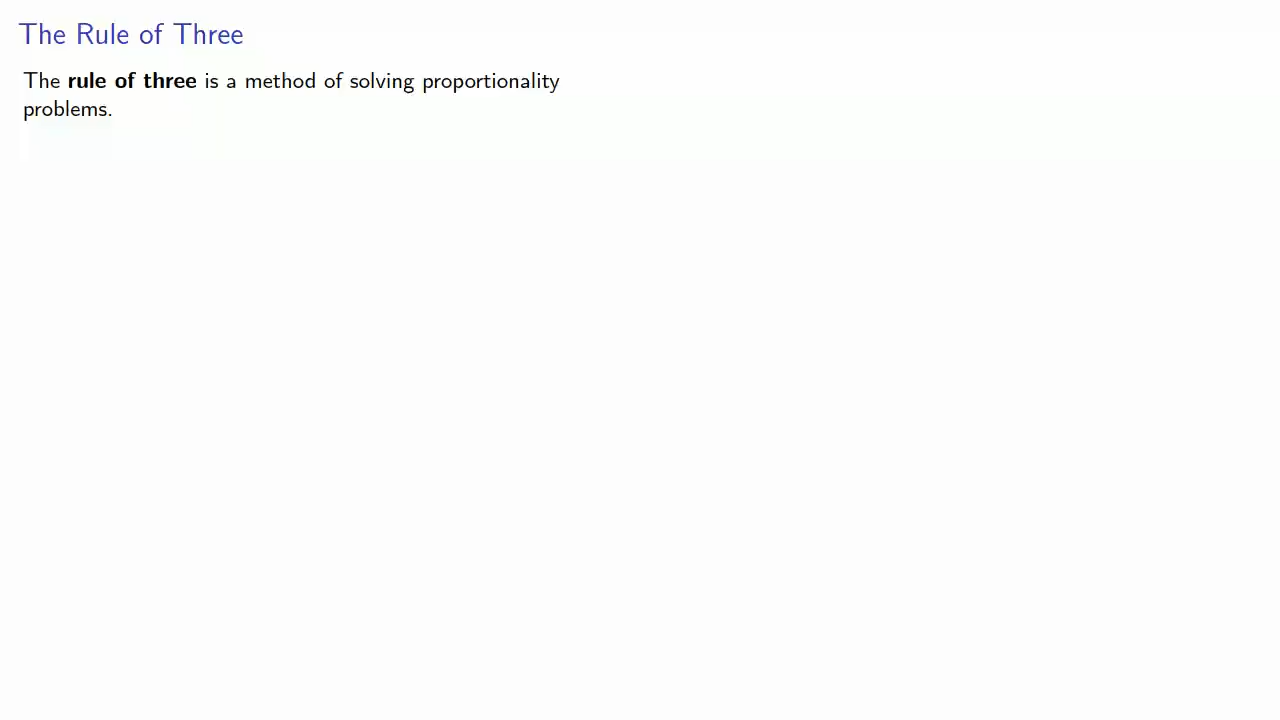 The Rule of Three
The rule of three is a method of solving proportionality
problems.